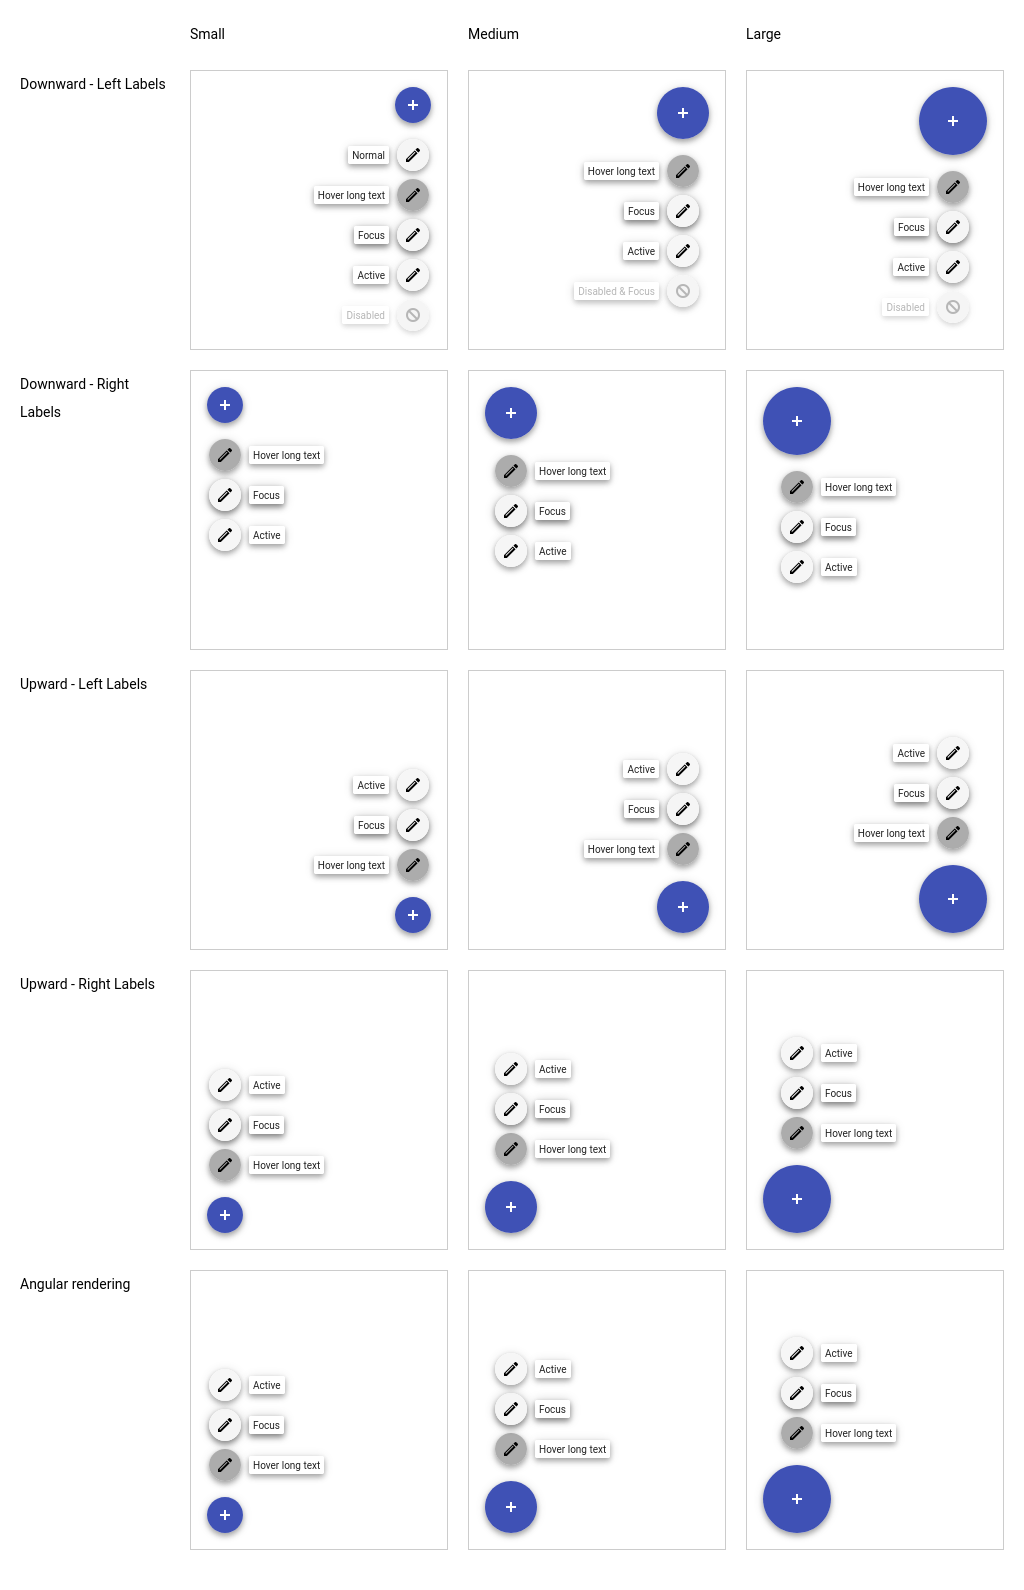 Small
Medium
Large
Downward - Left Labels
Normal
Hover long text
Focus
Active
Disabled
Hover long text
Focus
Active
Disabled & Focus
Hover long text
Focus
Active
Disabled
Downward - Right
Labels
Hover long text
Focus
Active
Hover long text
Focus
Active
Hover long text
Focus
Active
Upward - Left Labels
Active
Focus
Hover long text
Active
Focus
Hover long text
Active
Focus
Hover long text
Upward - Right Labels
Active
Focus
Hover long text
Active
Focus
Hover long text
Active
Focus
Hover long text
Angular rendering
Active
Focus
Hover long text
Active
Focus
Hover long text
Active
Focus
Hover long text